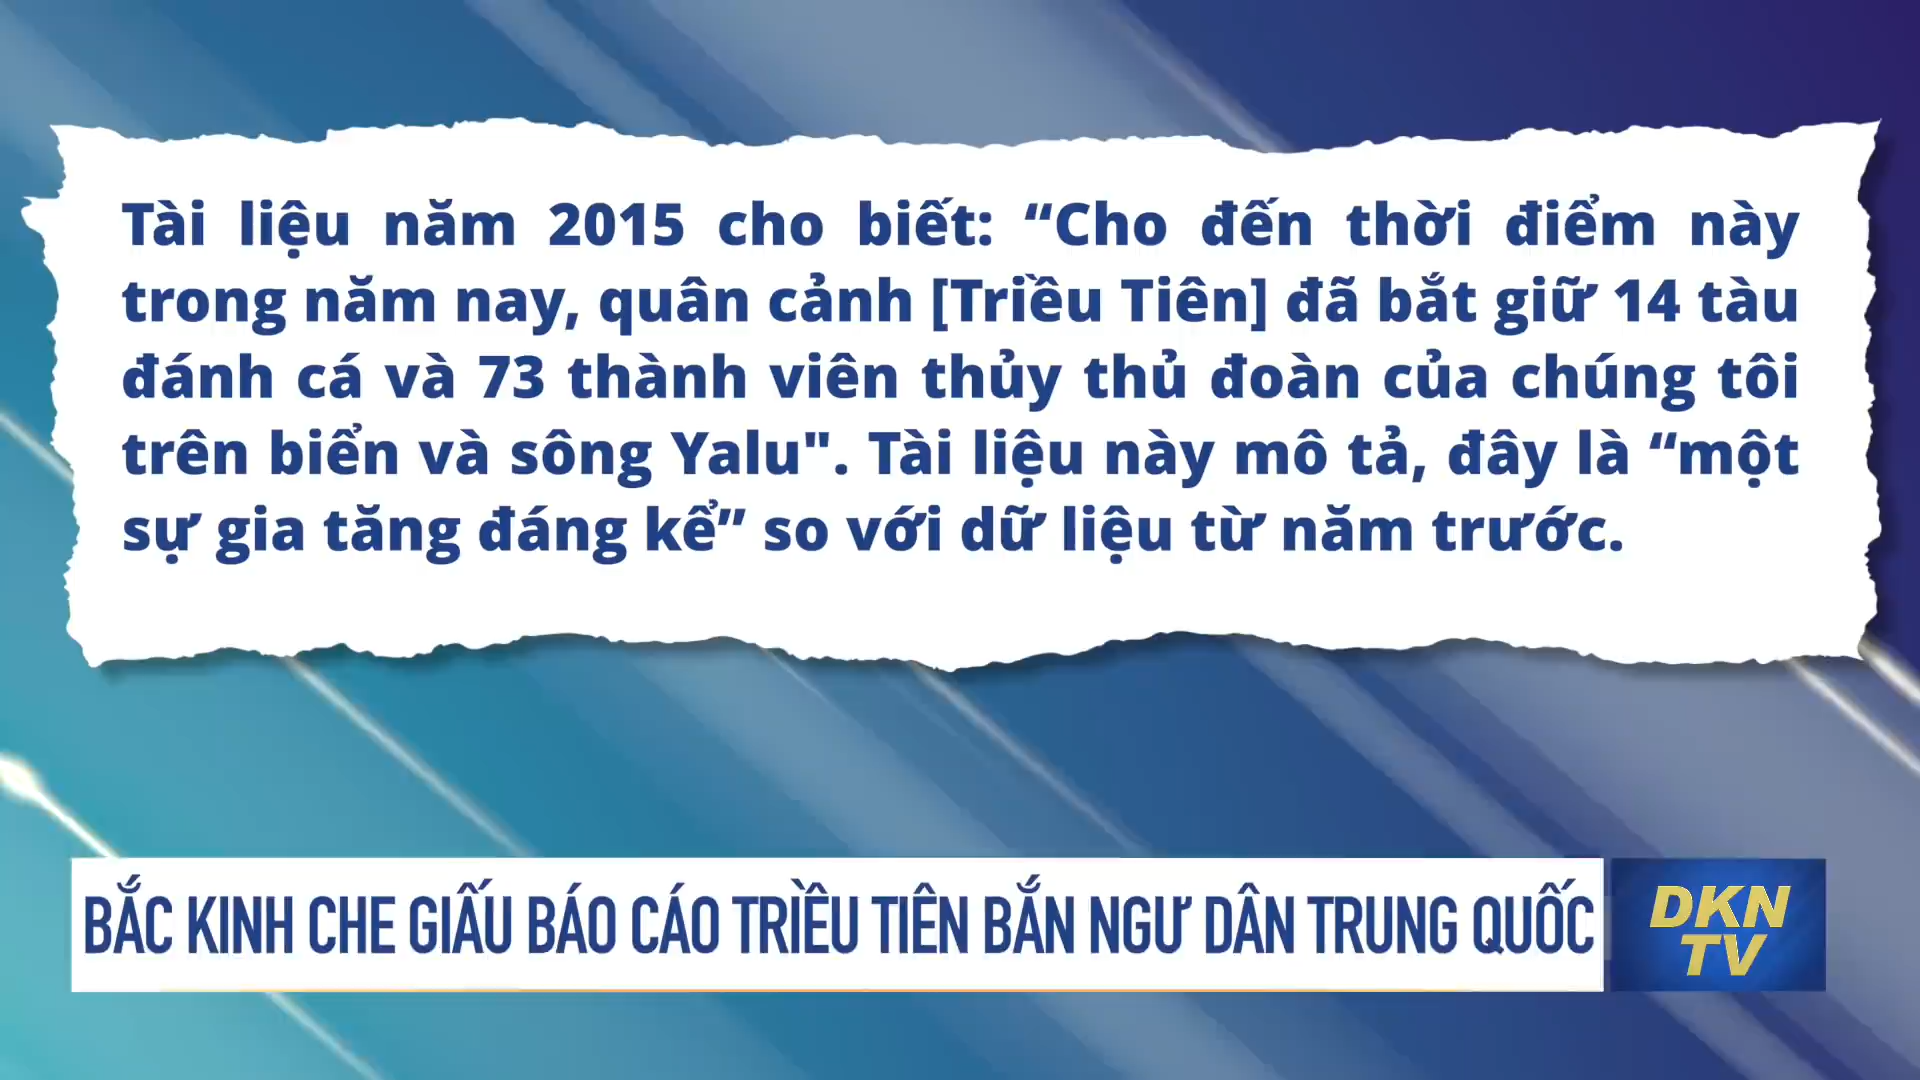 Tài liệu năm 2015 cho biết: “Cho đến thời điểm này
trong năm nay, quân cảnh [Triều Tiên] đã bắt giữ 14 tàu
đánh cá và 73 thành viên thủy thủ đoàn của chúng tôi
trên biển và sông Yalu". Tài liệu này mô tả, đây là “một
sự gia tăng đáng kể” so với dữ liệu từ năm trước.
BẮC KINH CHE GIẤU BÁO CÁO TRIỀU TIÊN BẮN NGƯ DÂN TRUNG QUỐC
DKN
TV